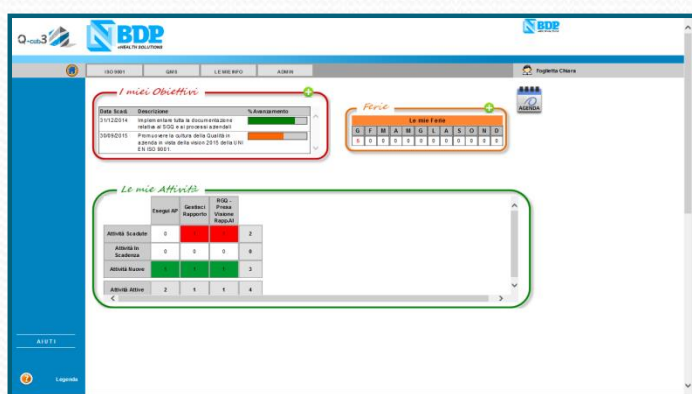 Q-cub3
BDP
eHEALTH SOLUTIONS
BDP
ISO 9001 QMS LE MIE INFO ADMIN
Foglietta Chiara
I miei Obiettivi
Data Scad. Descrizione % Avanzamento
31/12/2014 Implementare tutta la documentazione
relativa al SGQ e ai processi aziendali
30/09/2015 Promuovere la cultura della Qualità in
azienda in vista della vision 2015 della UNI
EN ISO 9001.
Ferie
Le mie Ferie
G F M A M G L A S O N D
0 0 0 0 0 0 0 0 0 0 0 0
AGENDA
Le mie Attività
Esegui AP Gestisci Rapporto RGQ - Presa Visione Rapp.AI
Attività Scadute 0 2
Attività In Scadenza 0 0 0 0
Attività Nuove 1 1 1 3
Attività Attive 2 1 1 4
AIUTI
Legenda